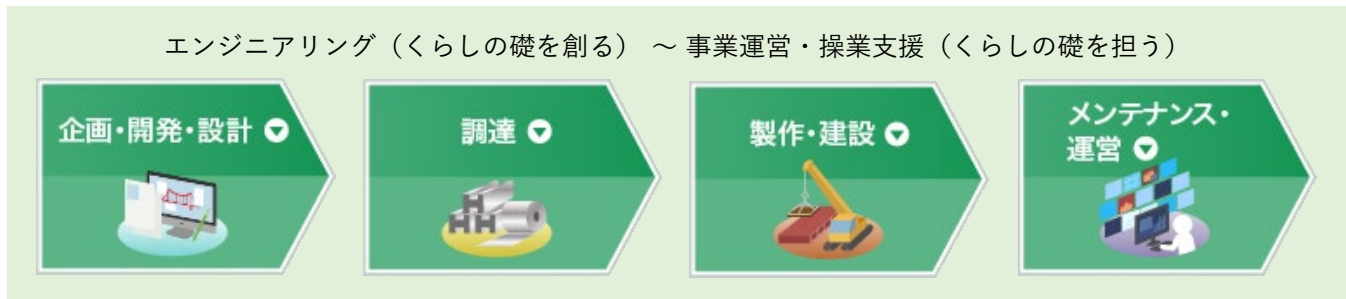 エンジニアリング（くらしの礎を創る） ～ 事業運営・操業支援（くらしの礎を担う）
企画・開発・設計
調達
製作・建設
メンテナンス・
運営